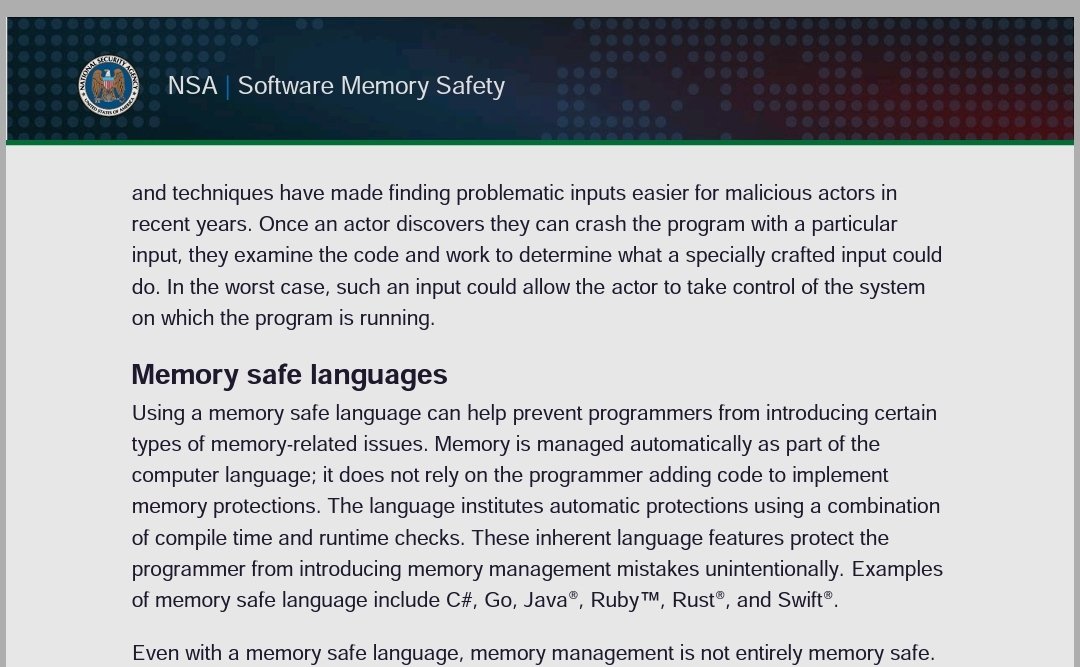 NSA | Software Memory Safety
and techniques have made finding problematic inputs easier for malicious actors in
recent years. Once an actor discovers they can crash the program with a particular
input, they examine the code and work to determine what a specially crafted input could
do. In the worst case, such an input could allow the actor to take control of the system
on which the program is running.
Memory safe languages
Using a memory safe language can help prevent programmers from introducing certain
types of memory-related issues. Memory is managed automatically as part of the
computer language; it does not rely on the programmer adding code to implement
memory protections. The language institutes automatic protections using a combination
of compile time and runtime checks. These inherent language features protect the
programmer from introducing memory management mistakes unintentionally. Examples
of memory safe language include C#, Go, Java®, Ruby™, Rust®, and Swift®.
Even with a memory safe language, memory management is not entirely memory safe.
NATIONAL SECURITY AGENCY
UNITED STATES OF AMERICA